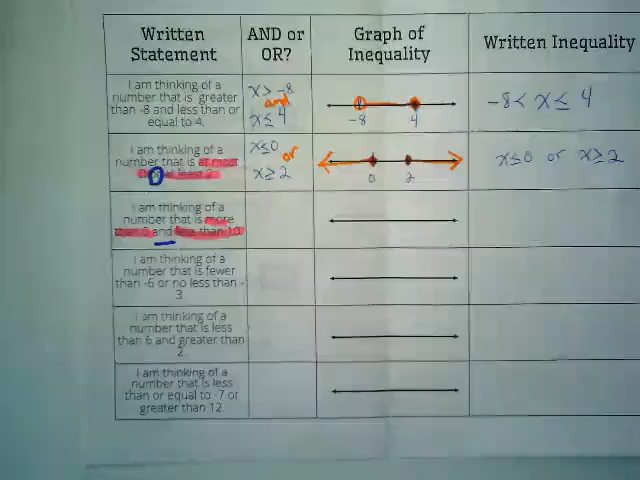 Written
Statement
AND or
OR?
Graph of
Inequality
Written Inequality
I am thinking of a
number that is greater
than -8 and less than or
equal to 4.
x > -8
and
x ≤ 4
-8 4
-8 < x ≤ 4
I am thinking of a
number that is at most
0 or at least 2.
x ≤ 0
or
x ≥ 2
0 2
x ≤ 0 or x ≥ 2
I am thinking of a
number that is more
than and less than 10.
I am thinking of a
number that is fewer
than -6 or no less than -
3
I am thinking of a
number that is less
than 6 and greater than
2.
I am thinking of a
number that is less
than or equal to -7 or
greater than 12.